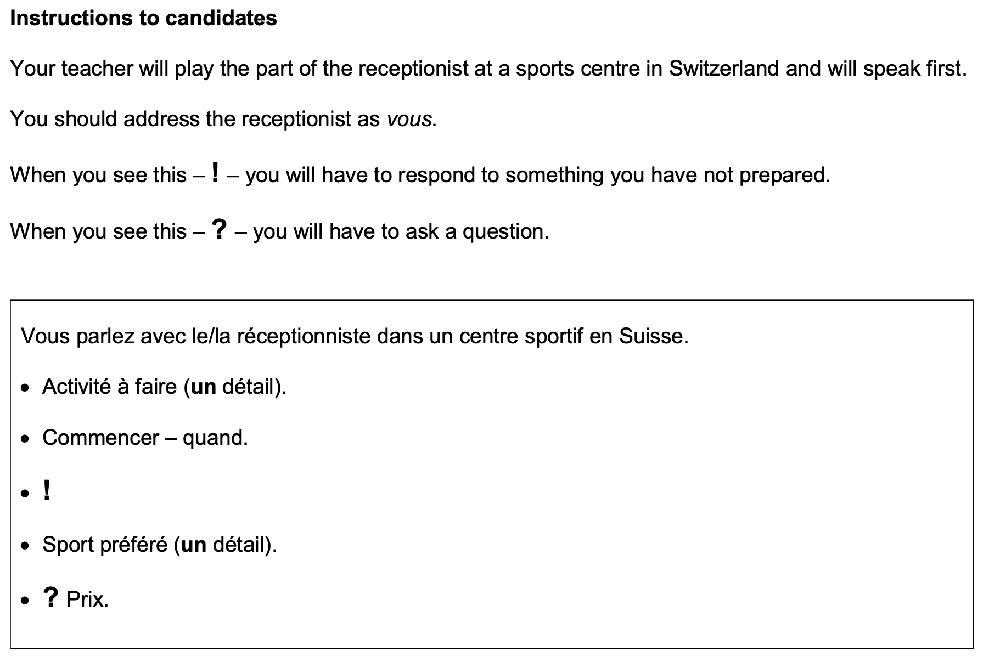 Instructions to candidates
Your teacher will play the part of the receptionist at a sports centre in Switzerland and will speak first.
You should address the receptionist as vous.
When you see this – ! – you will have to respond to something you have not prepared.
When you see this – ? – you will have to ask a question.
Vous parlez avec le/la réceptionniste dans un centre sportif en Suisse.
• Activité à faire (un détail).
• Commencer – quand.
• !
• Sport préféré (un détail).
• ? Prix.